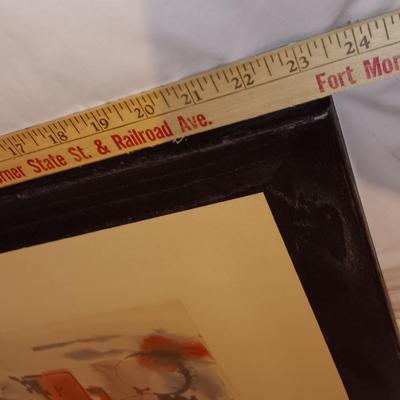 17 18 19 20 21 22 23 24
State St. & Railroad Ave. Fort